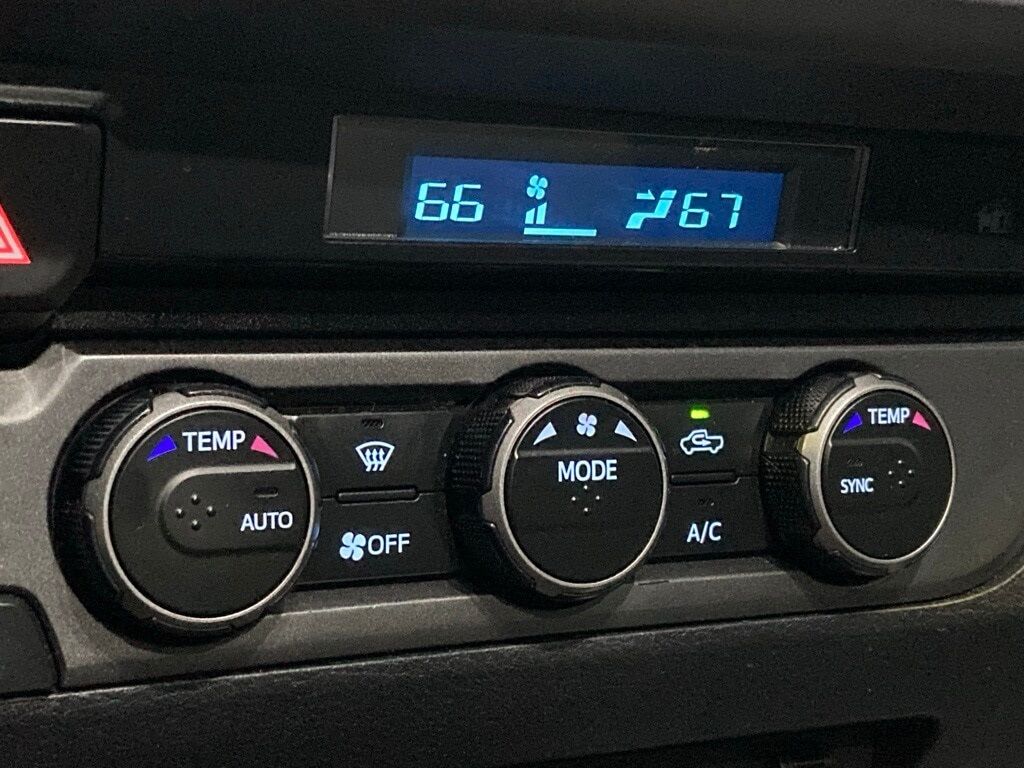 66 67
TEMP
AUTO
OFF
MODE
A/C
TEMP
SYNC